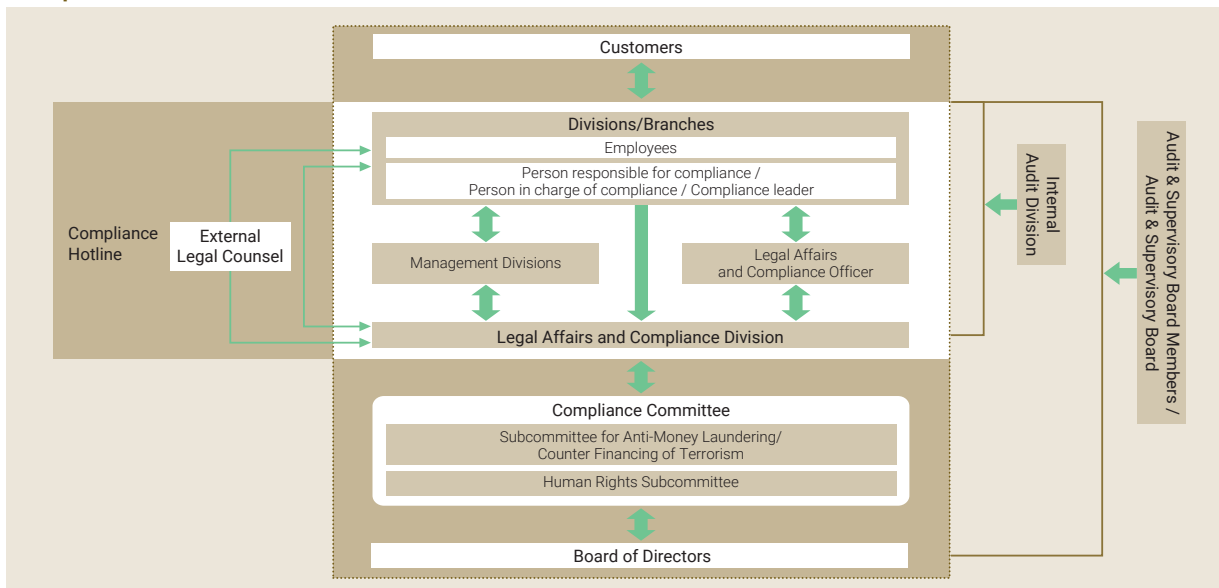 Customers
Divisions/Branches
Employees
Person responsible for compliance /
Person in charge of compliance / Compliance leader
Compliance
Hotline
External
Legal Counsel
Management Divisions
Legal Affairs
and Compliance Officer
Legal Affairs and Compliance Division
Compliance Committee
Subcommittee for Anti-Money Laundering/
Counter Financing of Terrorism
Human Rights Subcommittee
Board of Directors
Internal
Audit Division
Audit & Supervisory Board Members /
Audit & Supervisory Board